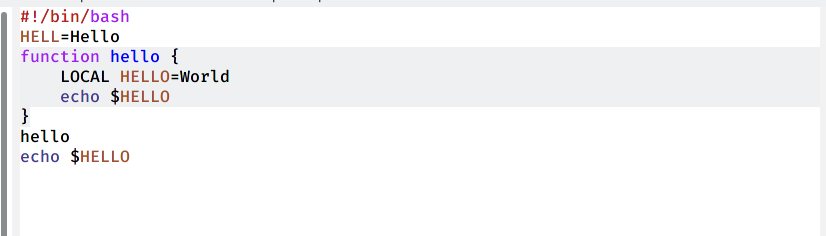 #!/bin/bash
HELL=Hello
function hello {
    LOCAL HELLO=World
    echo $HELLO
}
hello
echo $HELLO